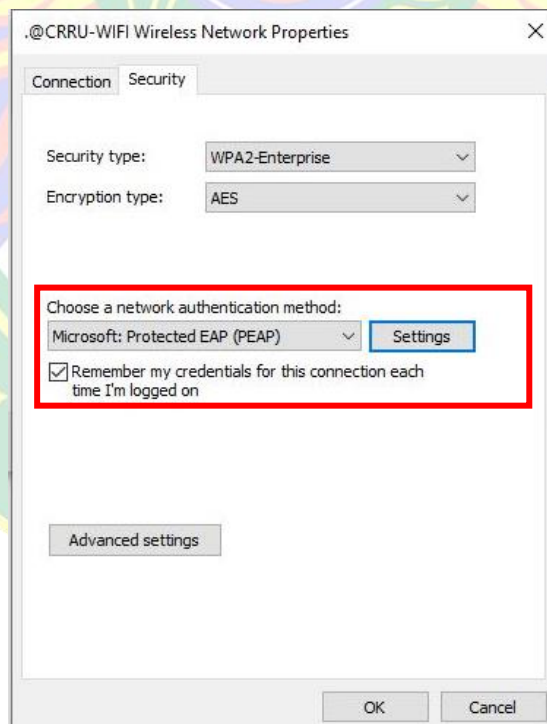 .@CRRU-WIFI Wireless Network Properties
Connection Security
Security type: WPA2-Enterprise
Encryption type: AES
Choose a network authentication method:
Microsoft: Protected EAP (PEAP) Settings
Remember my credentials for this connection each
time I'm logged on
Advanced settings
OK Cancel